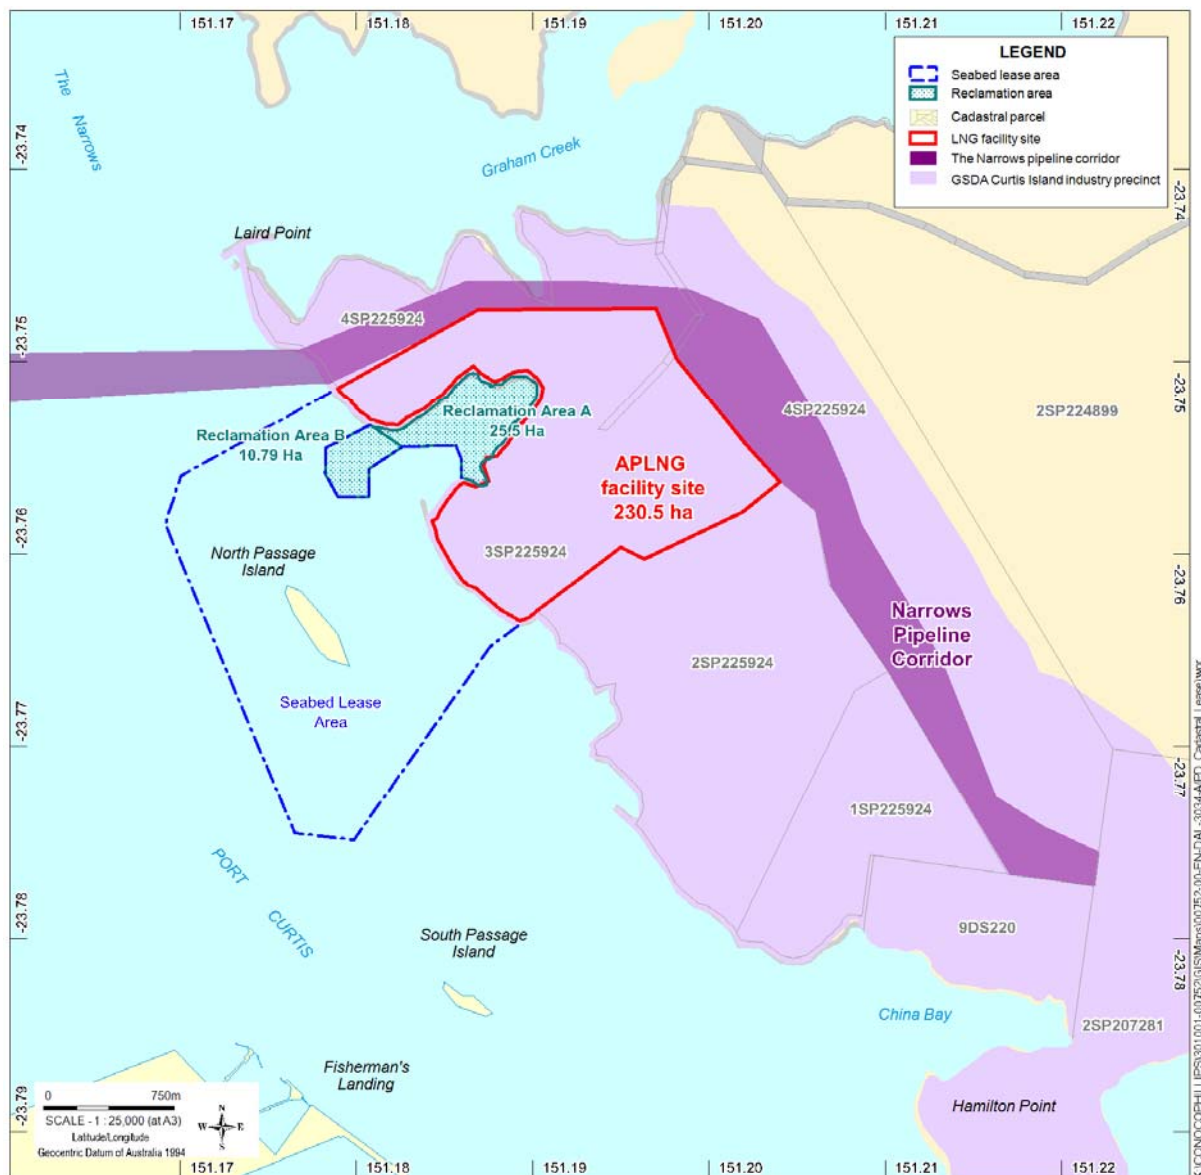 151.17
151.18
151.19
151.20
151.21
151.22
LEGEND
Seabed lease area
Reclamation area
Cadastral parcel
LNG facility site
The Narrows pipeline corridor
GSDA Curtis Island industry precinct
The Narrows
Graham Creek
-23.74
-23.74
Laird Point
4SP225924
-23.75
-23.75
4SP225924
2SP224899
Reclamation Area A
25.5 Ha
Reclamation Area B
10.79 Ha
APLNG
facility site
230.5 ha
-23.76
-23.76
North Passage
Island
3SP225924
Narrows
Pipeline
Corridor
2SP225924
Seabed Lease
Area
-23.77
-23.77
1SP225924
PORT CURTIS
South Passage
Island
9DS220
-23.78
-23.78
China Bay
2SP207281
Fisherman's
Landing
Hamilton Point
-23.79
0 750m
SCALE - 1 : 25,000 (at A3)
Latitude/Longitude
Geocentric Datum of Australia 1994
N
W E
S
151.17
151.18
151.19
151.20
151.21
151.22